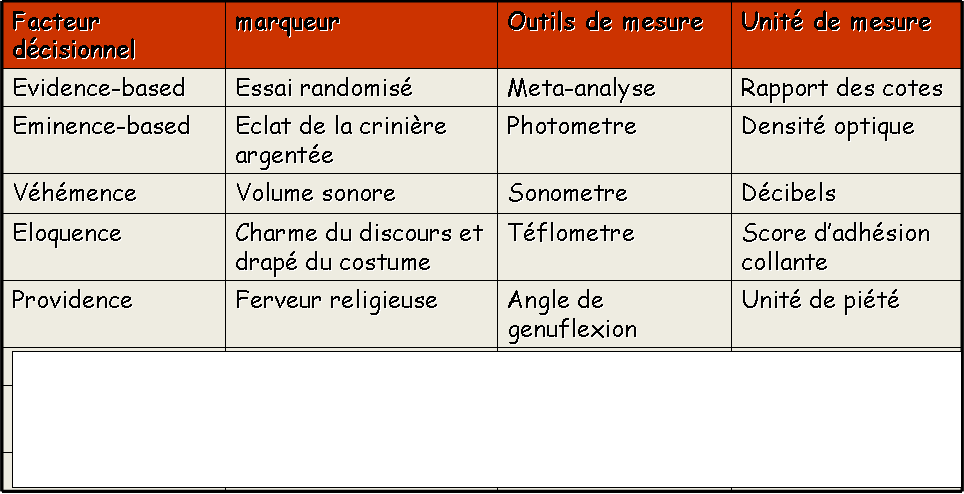 Facteur décisionnel
marqueur
Outils de mesure
Unité de mesure
Evidence-based
Essai randomisé
Meta-analyse
Rapport des cotes
Eminence-based
Eclat de la crinière
argentée
Photometre
Densité optique
Véhémence
Volume sonore
Sonometre
Décibels
Eloquence
Charme du discours et
drapé du costume
Téflometre
Score d'adhésion
collante
Providence
Ferveur religieuse
Angle de
genuflexion
Unité de piété